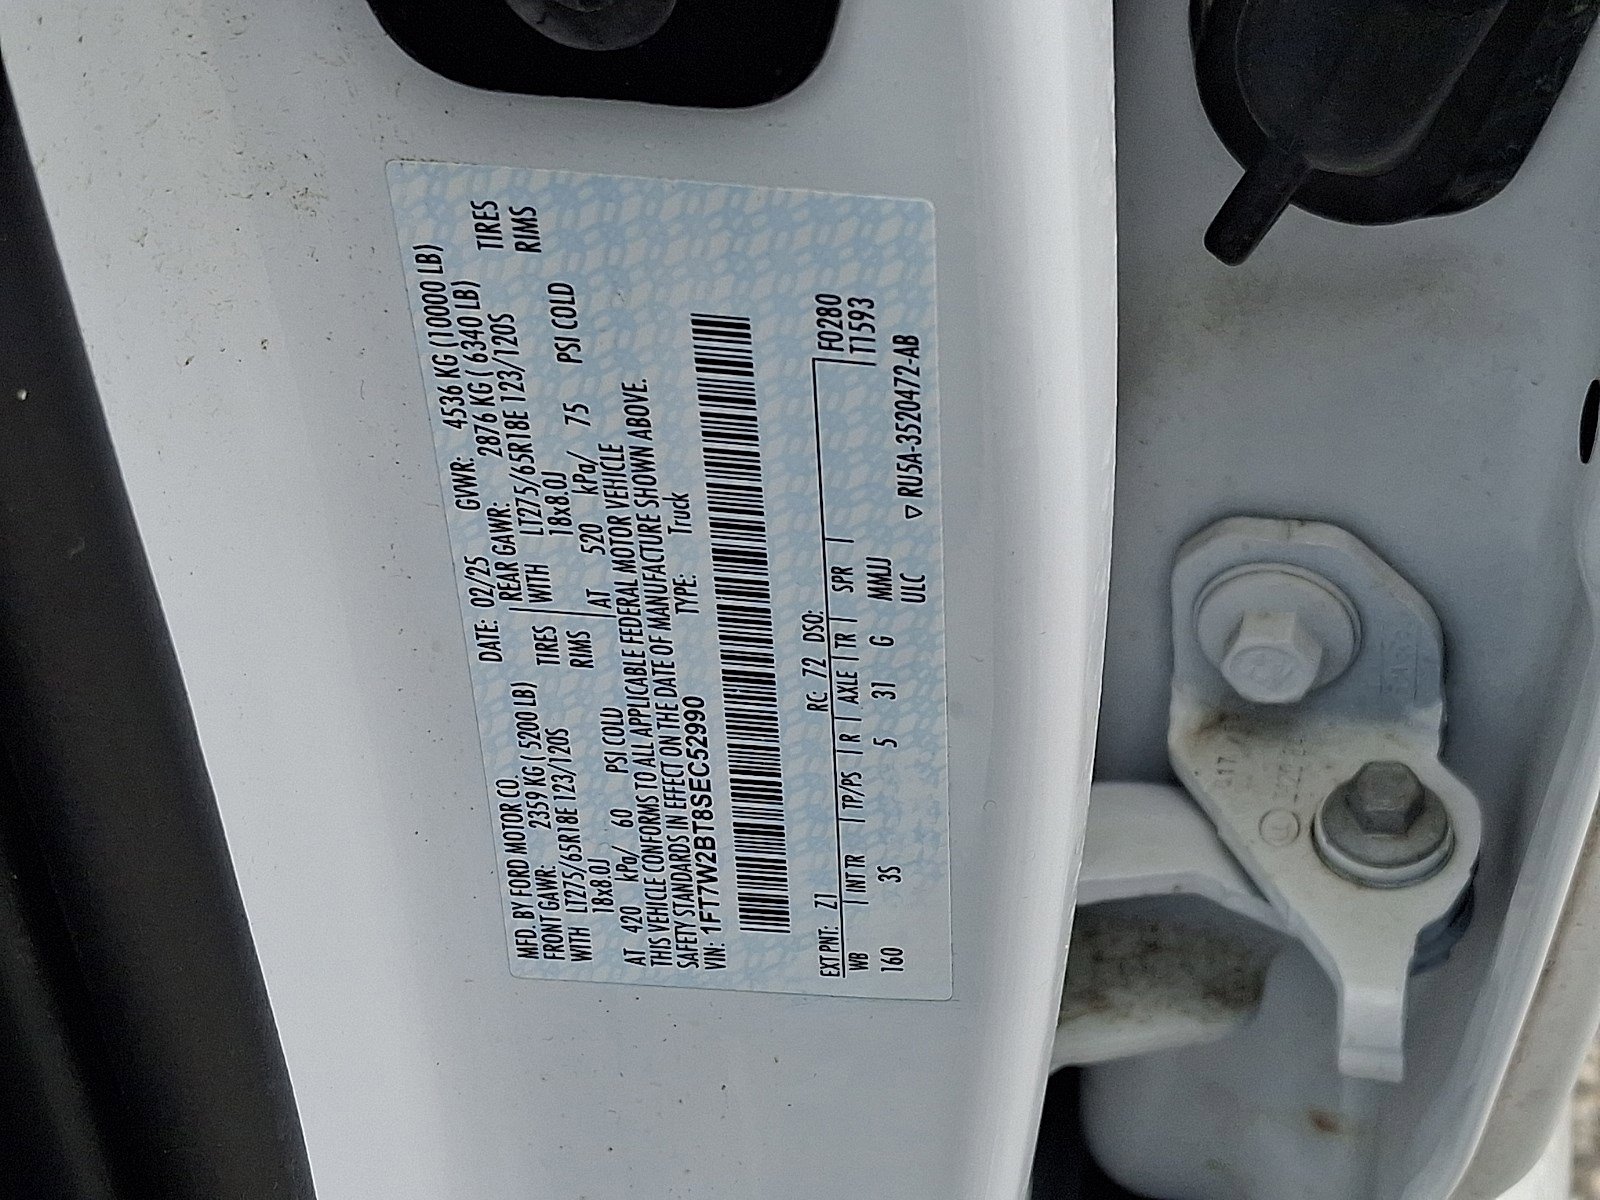 MFD. BY FORD MOTOR CO.
DATE: 02/25 GVWR: 4536 KG (10000 LB)
FRONT GAWR: 2359 KG (5200 LB) REAR GAWR: 2876 KG (6340 LB)
WITH LT275/65R18E 123/120S TIRES WITH LT275/65R18E 123/120S TIRES
18x8.0J RIMS 18x8.0J RIMS
AT 420 kPa/ 60 PSI COLD AT 520 kPa/ 75 PSI COLD
THIS VEHICLE CONFORMS TO ALL APPLICABLE FEDERAL MOTOR VEHICLE
SAFETY STANDARDS IN EFFECT ON THE DATE OF MANUFACTURE SHOWN ABOVE.
VIN: 1FT7W2BT8SEC52990 TYPE: Truck
EXT PNT: Z1 RC: 72 DSO: F0280
WB INT TR TP/PS R AXLE TR SPR T1593
160 3S 5 31 G MMJJ
ULC ▽ RU5A-3520472-AB